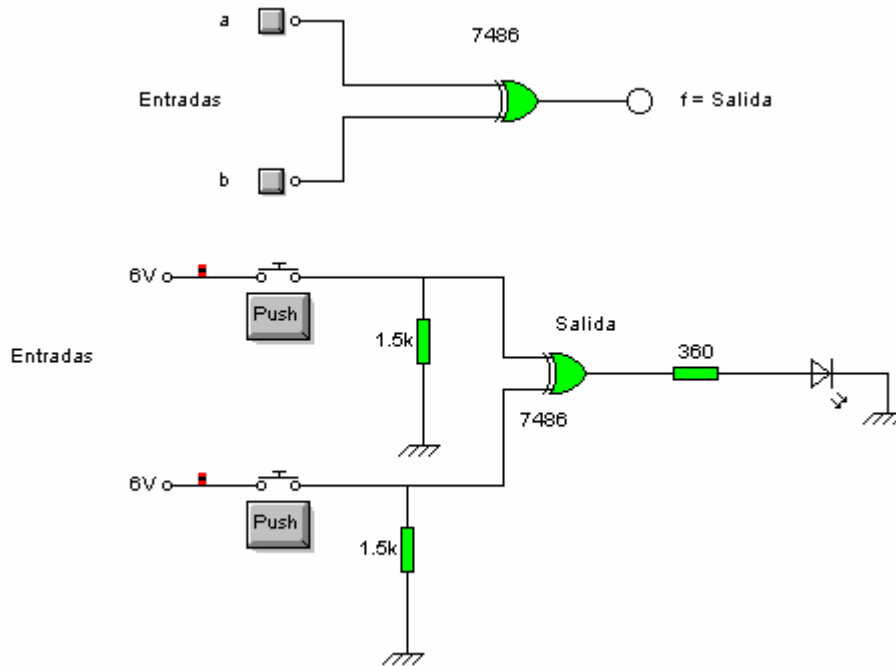 a
7486
Entradas
f = Salida
b
6V
Push
1.5k
Salida
Entradas
360
7486
6V
Push
1.5k